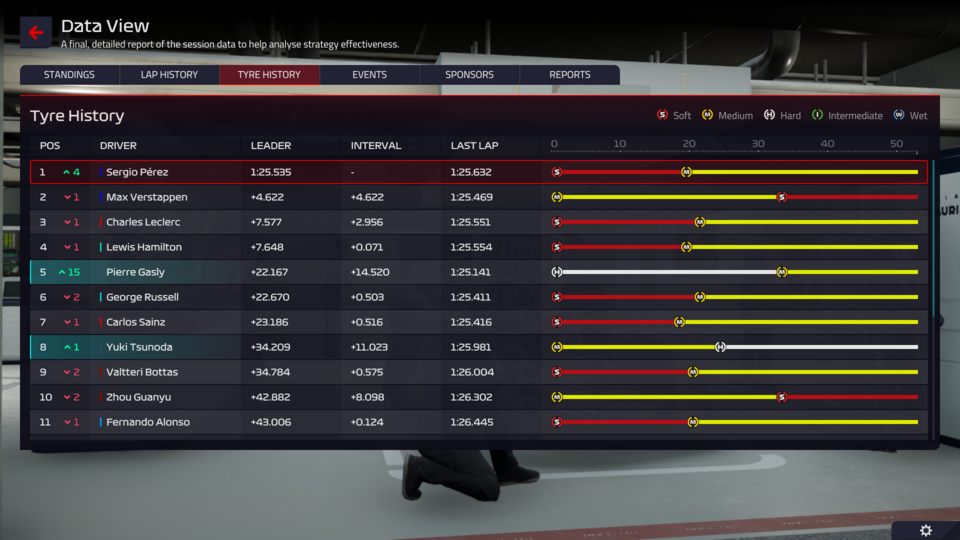 Data View
A final, detailed report of the session data to help analyse strategy effectiveness.
STANDINGS LAP HISTORY TYRE HISTORY EVENTS SPONSORS REPORTS
Tyre History S Soft M Medium H Hard I Intermediate W Wet
POS DRIVER LEADER INTERVAL LAST LAP 0 10 20 30 40 50
1 4 Sergio Pérez 1:25.535 - 1:25.632 S M
2 1 Max Verstappen +4.622 +4.622 1:25.469 M S
3 1 Charles Leclerc +7.577 +2.956 1:25.551 S M
4 1 Lewis Hamilton +7.648 +0.071 1:25.554 S M
5 15 Pierre Gasly +22.167 +14.520 1:25.141 H M
6 2 George Russell +22.670 +0.503 1:25.411 S M
7 1 Carlos Sainz +23.186 +0.516 1:25.416 S M
8 1 Yuki Tsunoda +34.209 +11.023 1:25.981 M H
9 2 Valtteri Bottas +34.784 +0.575 1:26.004 S M
10 2 Zhou Guanyu +42.882 +8.098 1:26.302 M S
11 1 Fernando Alonso +43.006 +0.124 1:26.445 S M